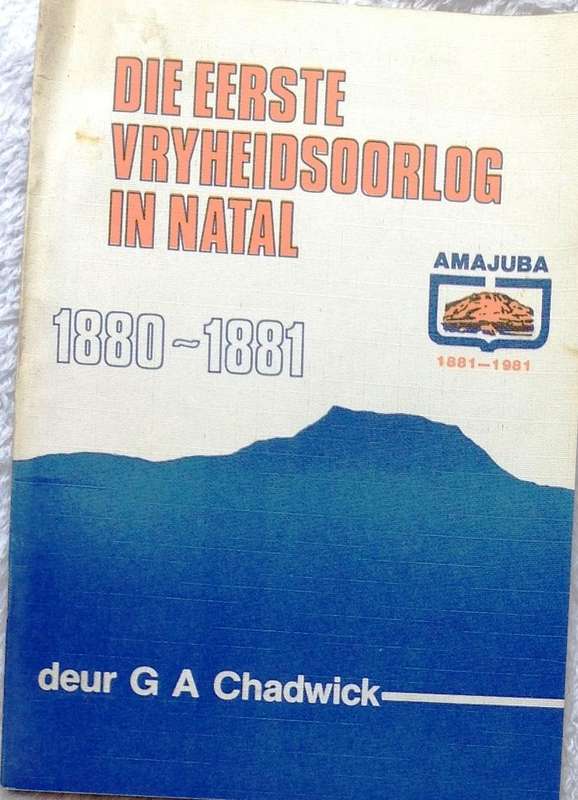 DIE EERSTE
VRYHEIDSOORLOG
IN NATAL
AMAJUBA
1881-1981
1880~1881
deur G A Chadwick